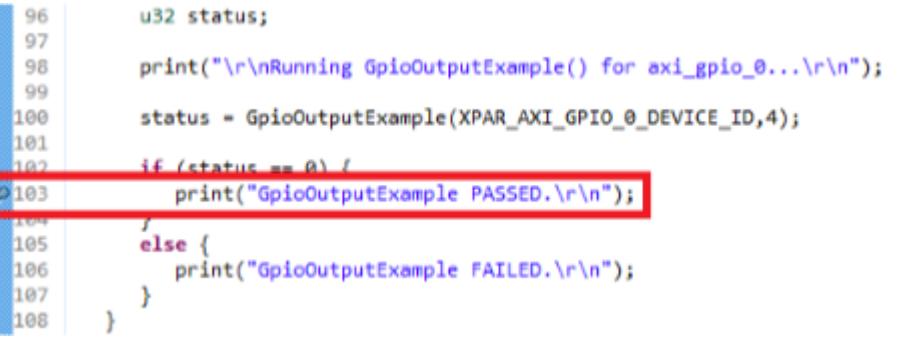 96 u32 status;
97
98 print("\r\nRunning GpioOutputExample() for axi_gpio_0...\r\n");
99
100 status = GpioOutputExample(XPAR_AXI_GPIO_0_DEVICE_ID,4);
101
102 if (status == 0) {
103 print("GpioOutputExample PASSED.\r\n");
104 }
105 else {
106 print("GpioOutputExample FAILED.\r\n");
107 }
108 }